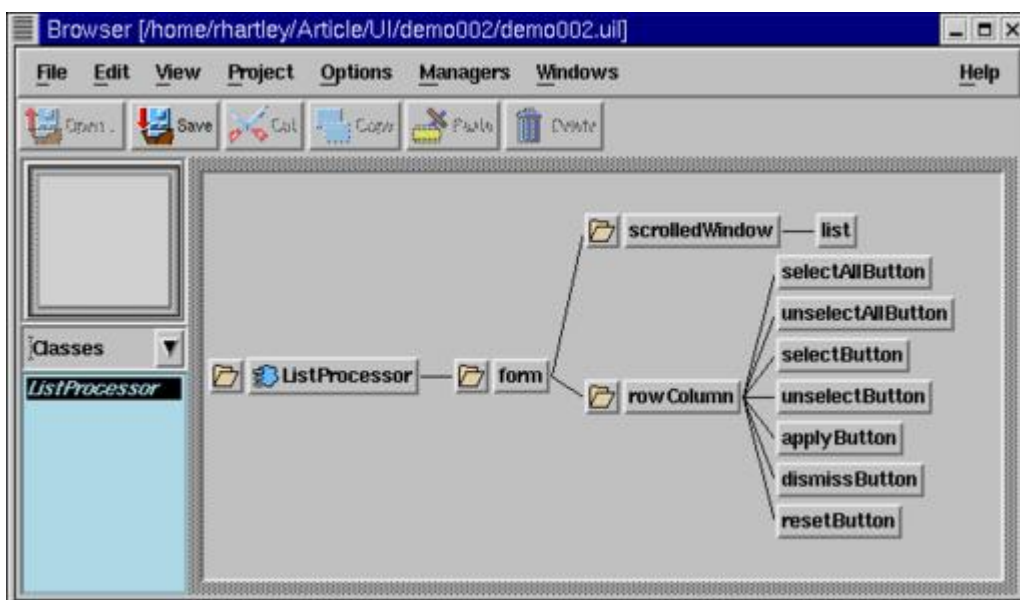 Browser [/home/rhartley/Article/UI/demo002/demo002.uil]
File Edit View Project Options Managers Windows Help
Open... Save Cut Copy Paste Delete
scrolledWindow list
selectAllButton
unselectAllButton
Classes
selectButton
ListProcessor form
ListProcessor
rowColumn unselectButton
applyButton
dismissButton
resetButton